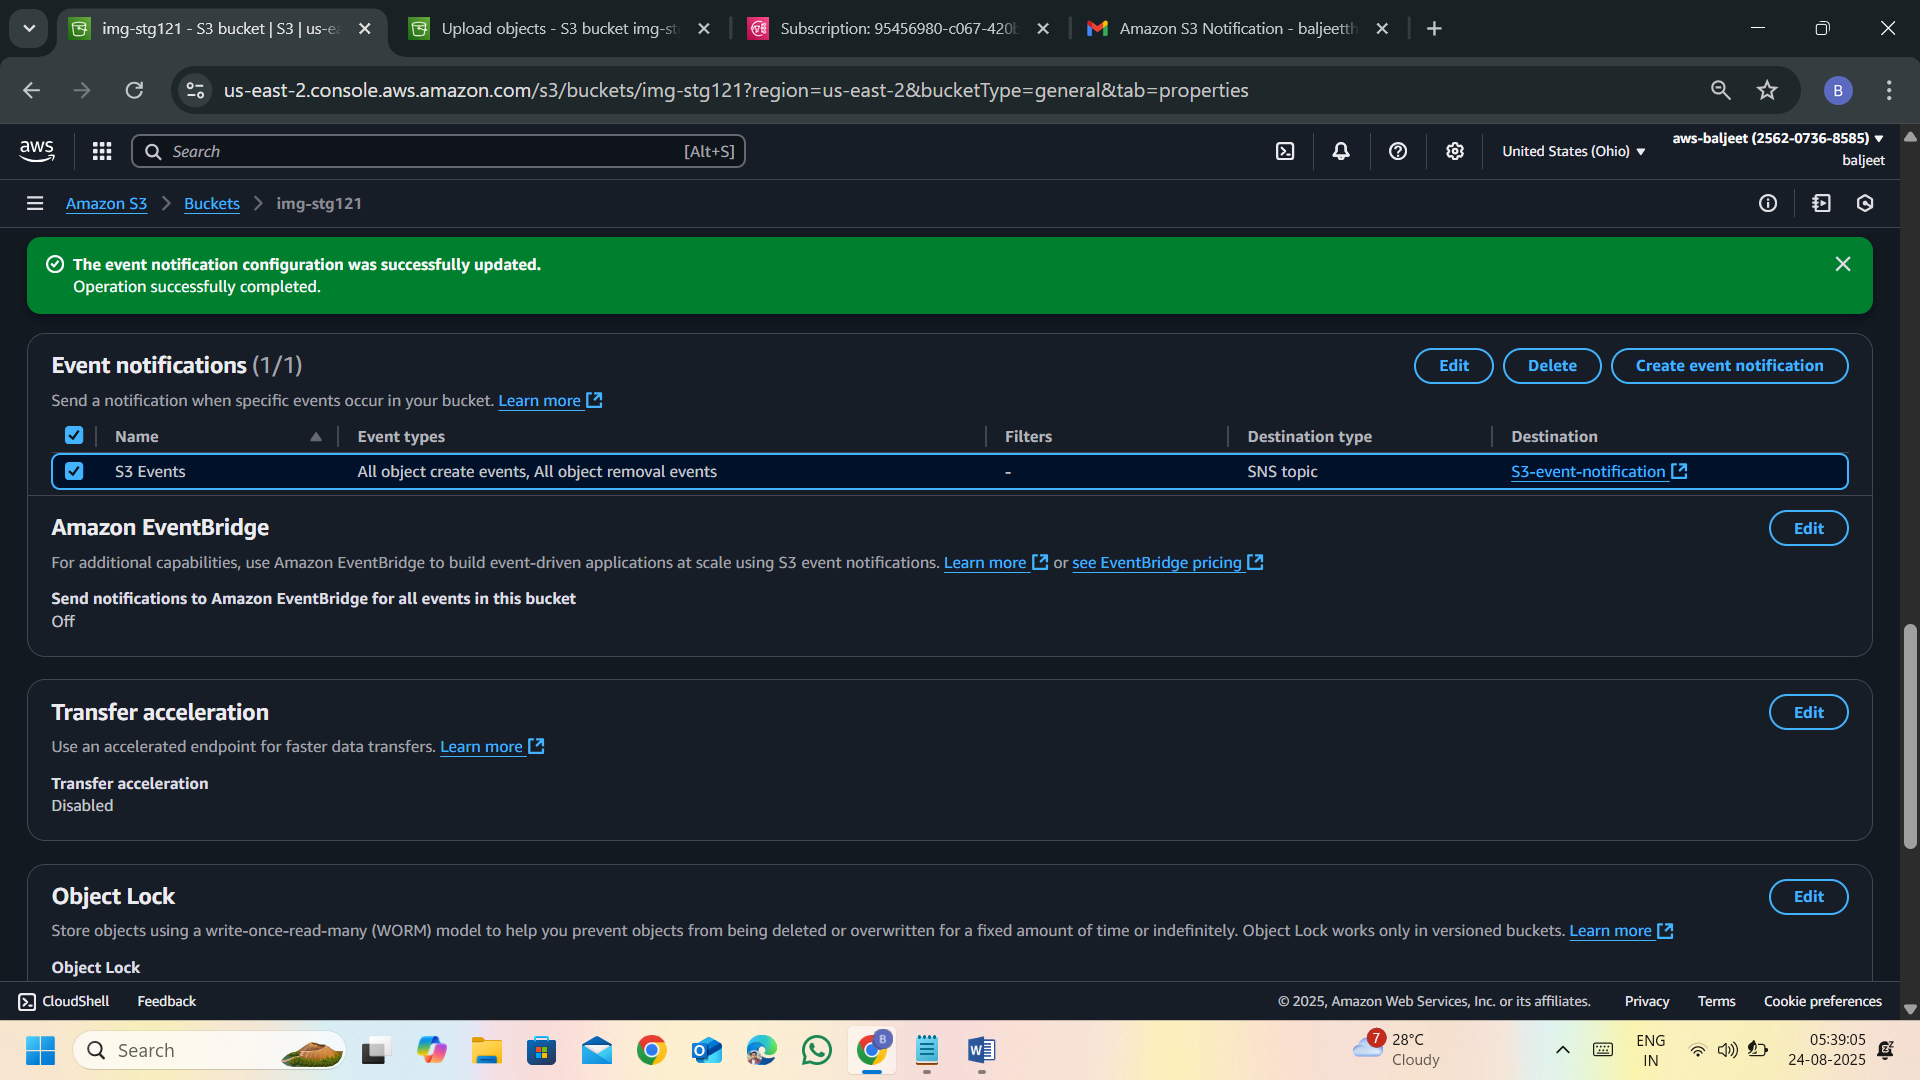 img-stg121 - S3 bucket | S3 | us-ea
Upload objects - S3 bucket img-st
Subscription: 95456980-c067-420b
Amazon S3 Notification - baljeetth
us-east-2.console.aws.amazon.com/s3/buckets/img-stg121?region=us-east-2&bucketType=general&tab=properties
B
aws
Search
[Alt+S]
United States (Ohio)
aws-baljeet (2562-0736-8585)
baljeet
Amazon S3
Buckets
img-stg121
The event notification configuration was successfully updated.
Operation successfully completed.
Event notifications (1/1)
Edit
Delete
Create event notification
Send a notification when specific events occur in your bucket. Learn more
Name
Event types
Filters
Destination type
Destination
S3 Events
All object create events, All object removal events
-
SNS topic
S3-event-notification
Amazon EventBridge
Edit
For additional capabilities, use Amazon EventBridge to build event-driven applications at scale using S3 event notifications. Learn more or see EventBridge pricing
Send notifications to Amazon EventBridge for all events in this bucket
Off
Transfer acceleration
Edit
Use an accelerated endpoint for faster data transfers. Learn more
Transfer acceleration
Disabled
Object Lock
Edit
Store objects using a write-once-read-many (WORM) model to help you prevent objects from being deleted or overwritten for a fixed amount of time or indefinitely. Object Lock works only in versioned buckets. Learn more
Object Lock
CloudShell
Feedback
© 2025, Amazon Web Services, Inc. or its affiliates.
Privacy
Terms
Cookie preferences
Search
B
7
28°C
Cloudy
ENG
IN
05:39:05
24-08-2025